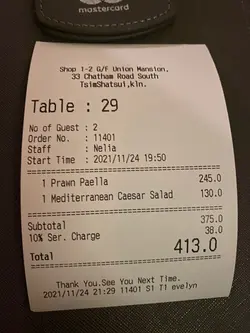 mastercard
Shop 1-2 G/F Union Mansion,
33 Chatham Road South
TsimShatsui,kln.
Table : 29
No of Guest : 2
Order No. : 11401
Staff : Nelia
Start Time : 2021/11/24 19:50
1 Prawn Paella 245.0
1 Mediterranean Caesar Salad 130.0
Subtotal 375.0
10% Ser. Charge 38.0
Total 413.0
Thank You.See You Next Time.
2021/11/24 21:29 11401 S1 T1 evelyn